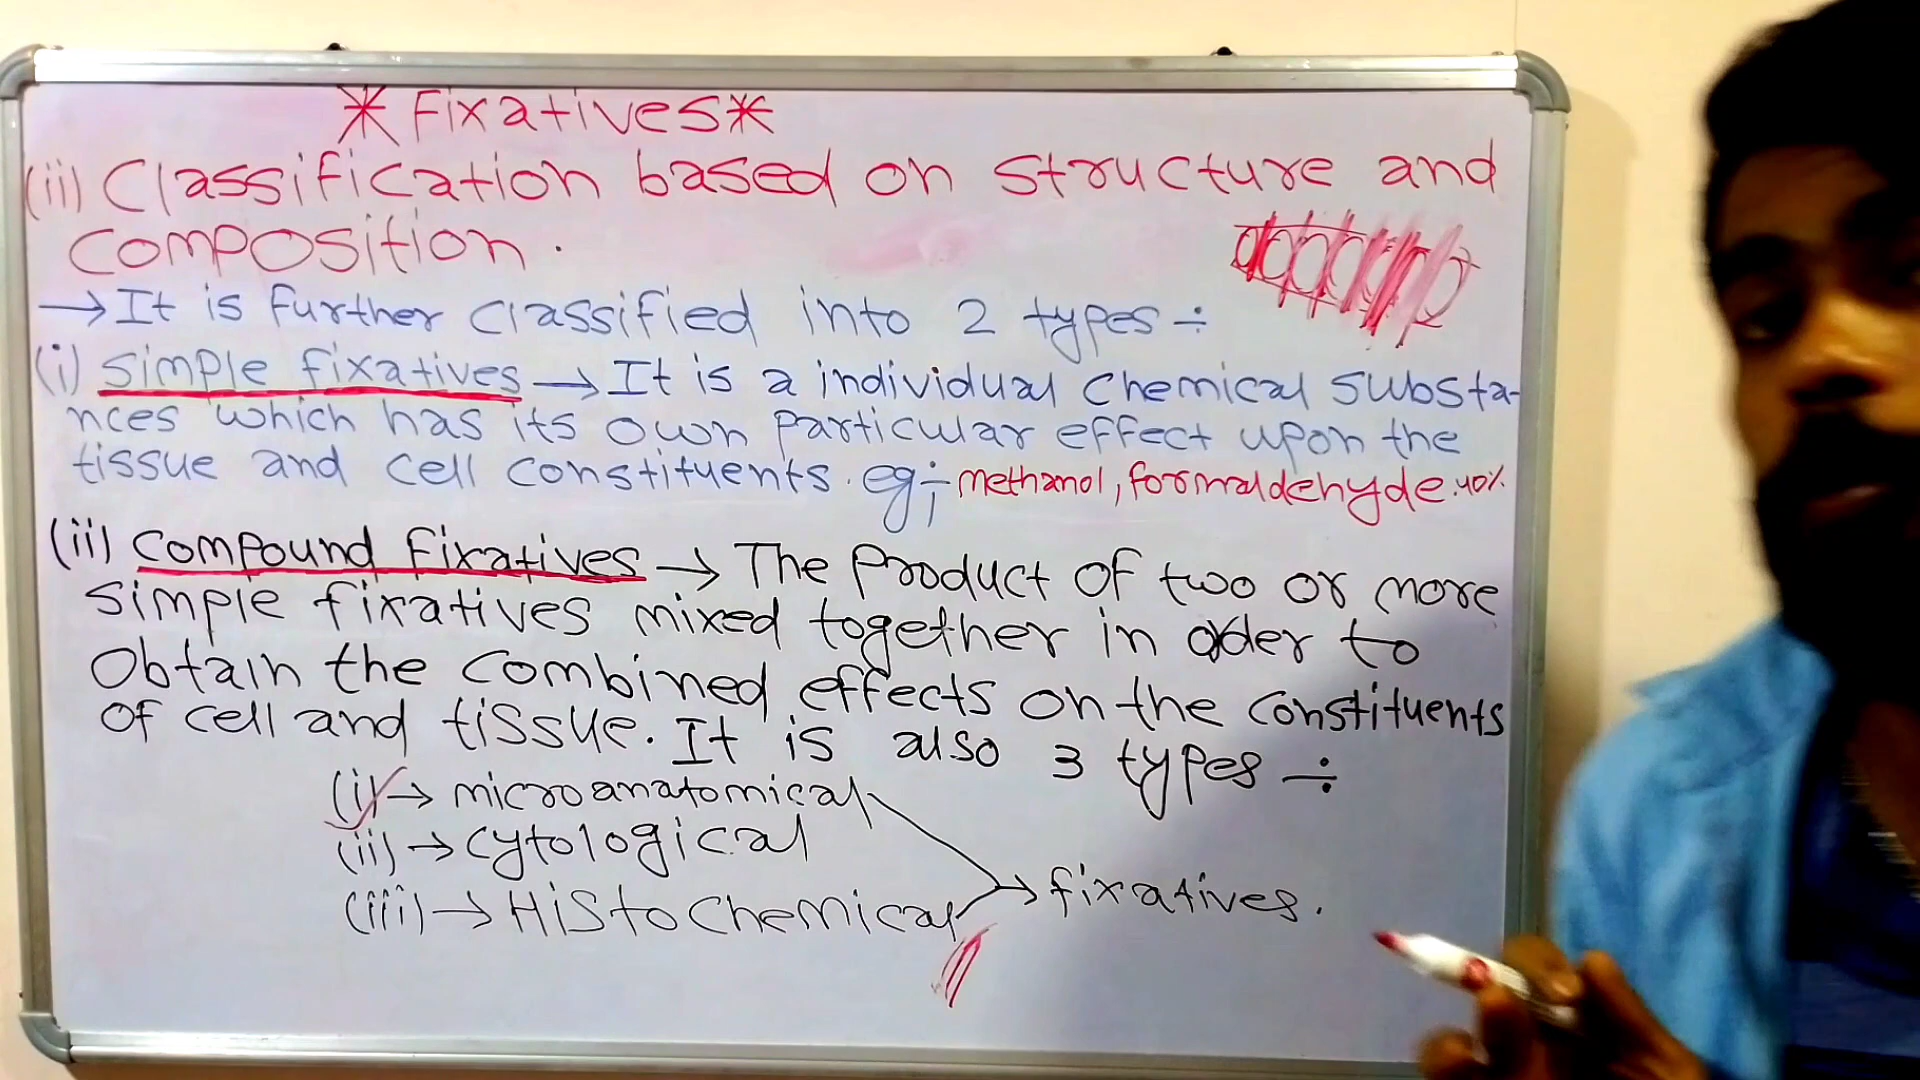 *Fixatives*
(ii) Classification based on structure and
composition.
→ It is further classified into 2 types ÷
(i) simple fixatives → It is a individual chemical substa-
nces which has its own particular effect upon the
tissue and cell constituents. eg;- methanol, formaldehyde.40%.
(ii) compound fixatives → The product of two or more
simple fixatives mixed together in order to
obtain the combined effects on the constituents
of cell and tissue. It is also 3 types ÷
(i) → microanatomical
(ii) → cytological
(iii) → Histochemical → fixatives.